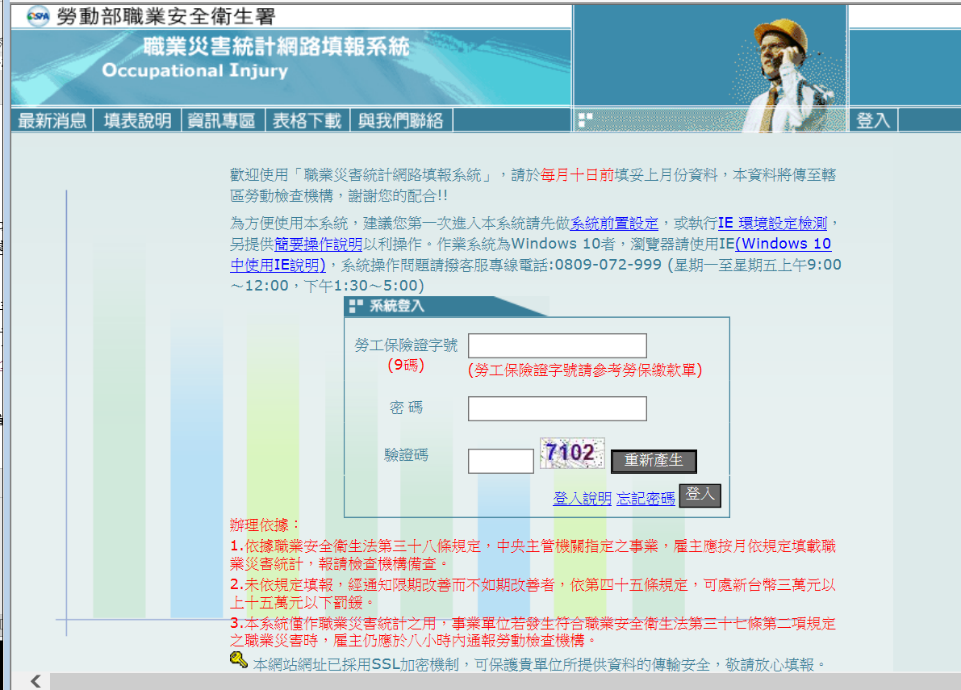 OSHA 勞動部職業安全衛生署
職業災害統計網路填報系統
Occupational Injury
最新消息 填表說明 資訊專區 表格下載 與我們聯絡 登入
歡迎使用「職業災害統計網路填報系統」，請於每月十日前填妥上月份資料，本資料將傳至轄
區勞動檢查機構，謝謝您的配合!!
為方便使用本系統，建議您第一次進入本系統請先做系統前置設定，或執行IE 環境設定檢測，
另提供簡要操作說明以利操作。作業系統為Windows 10者，瀏覽器請使用IE(Windows 10
中使用IE說明)，系統操作問題請撥客服專線電話:0809-072-999 (星期一至星期五上午9:00
～12:00，下午1:30～5:00)
系統登入
勞工保險證字號
(9碼)
(勞工保險證字號請參考勞保繳款單)
密 碼
驗證碼 7102 重新產生
登入說明 忘記密碼 登入
辦理依據：
1.依據職業安全衛生法第三十八條規定，中央主管機關指定之事業，雇主應按月依規定填載職
業災害統計，報請檢查機構備查。
2.未依規定填報，經通知限期改善而不如期改善者，依第四十五條規定，可處新台幣三萬元以
上十五萬元以下罰鍰。
3.本系統僅作職業災害統計之用，事業單位若發生符合職業安全衛生法第三十七條第二項規定
之職業災害時，雇主仍應於八小時內通報勞動檢查機構。
本網站網址已採用SSL加密機制，可保護貴單位所提供資料的傳輸安全，敬請放心填報。